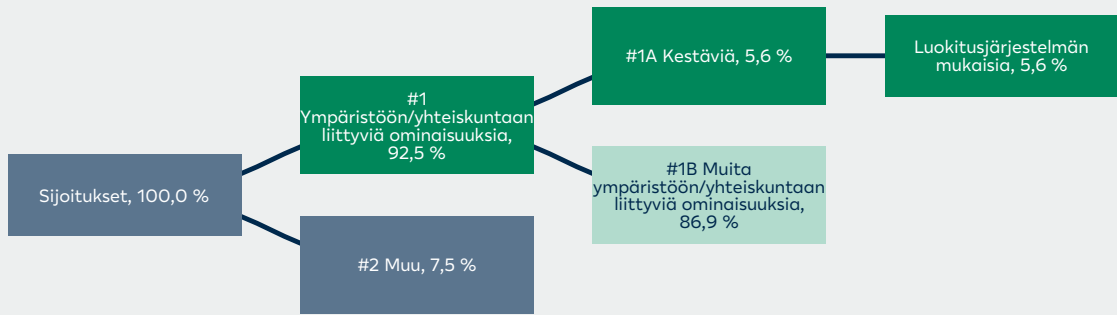 Sijoitukset, 100,0 %
#1
Ympäristöön/yhteiskuntaan
liittyviä ominaisuuksia,
92,5 %
#2 Muu, 7,5 %
#1A Kestäviä, 5,6 %
#1B Muita
ympäristöön/yhteiskuntaan
liittyviä ominaisuuksia,
86,9 %
Luokitusjärjestelmän
mukaisia, 5,6 %